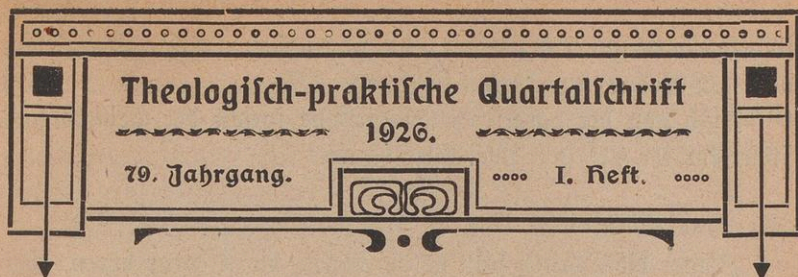 Theologiſch-praktiſche Quartalſchrift
1926.
79. Jahrgang. I. Heft.